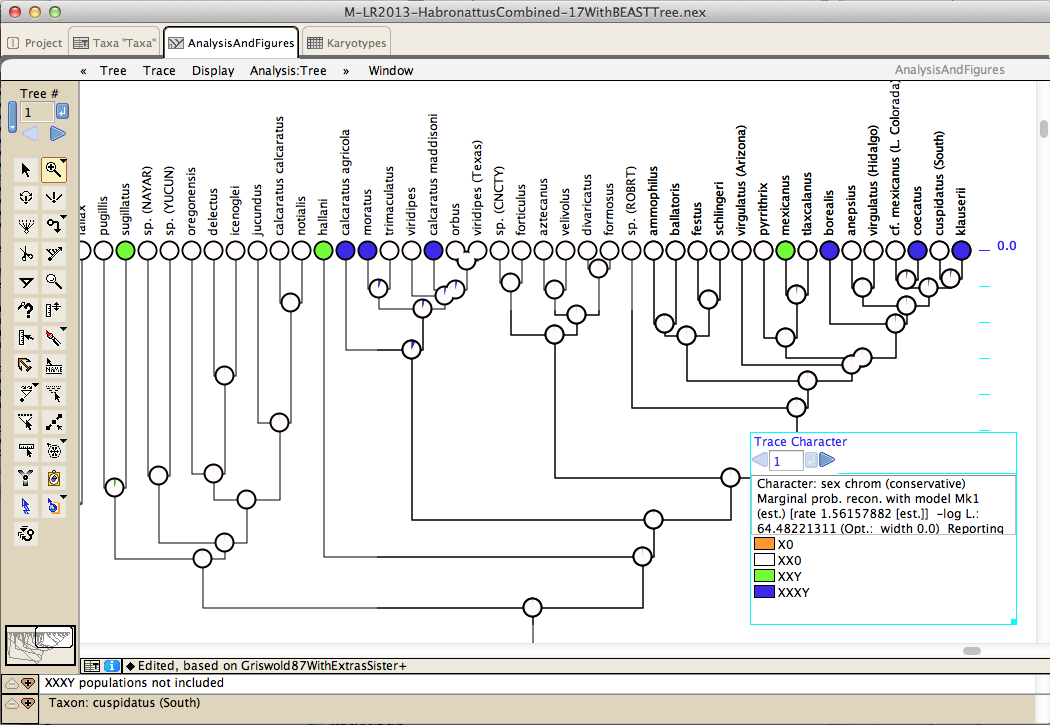 M-LR2013-HabronattusCombined-17WithBEASTTree.nex
Project
Taxa "Taxa"
AnalysisAndFigures
Karyotypes
« Tree Trace Display Analysis:Tree » Window
AnalysisAndFigures
Tree #
1
pugillis
sugillatus
sp. (NAYAR)
sp. (YUCUN)
oregonensis
delectus
icenoglei
jucundus
calcaratus calcaratus
notialis
hallani
calcaratus agricola
moratus
trimaculatus
viridipes
calcaratus maddisoni
orbus
viridipes (Texas)
sp. (CNCTY)
forticulus
aztecanus
velivolus
divaricatus
formosus
sp. (ROBRT)
ammophilus
ballatoris
festus
schlingeri
virgulatus (Arizona)
pyrrithrix
mexicanus
tlaxcalanus
borealis
anepsius
virgulatus (Hidalgo)
cf. mexicanus (L. Colorada)
coecatus
cuspidatus (South)
klauserii
0.0
NAME
Trace Character
1
Character: sex chrom (conservative)
Marginal prob. recon. with model Mk1
(est.) [rate 1.56157882 [est.]] -log L.:
64.48221311 (Opt.: width 0.0) Reporting
X0
XX0
XXY
XXXY
Edited, based on Griswold87WithExtrasSister+
XXXY populations not included
Taxon: cuspidatus (South)